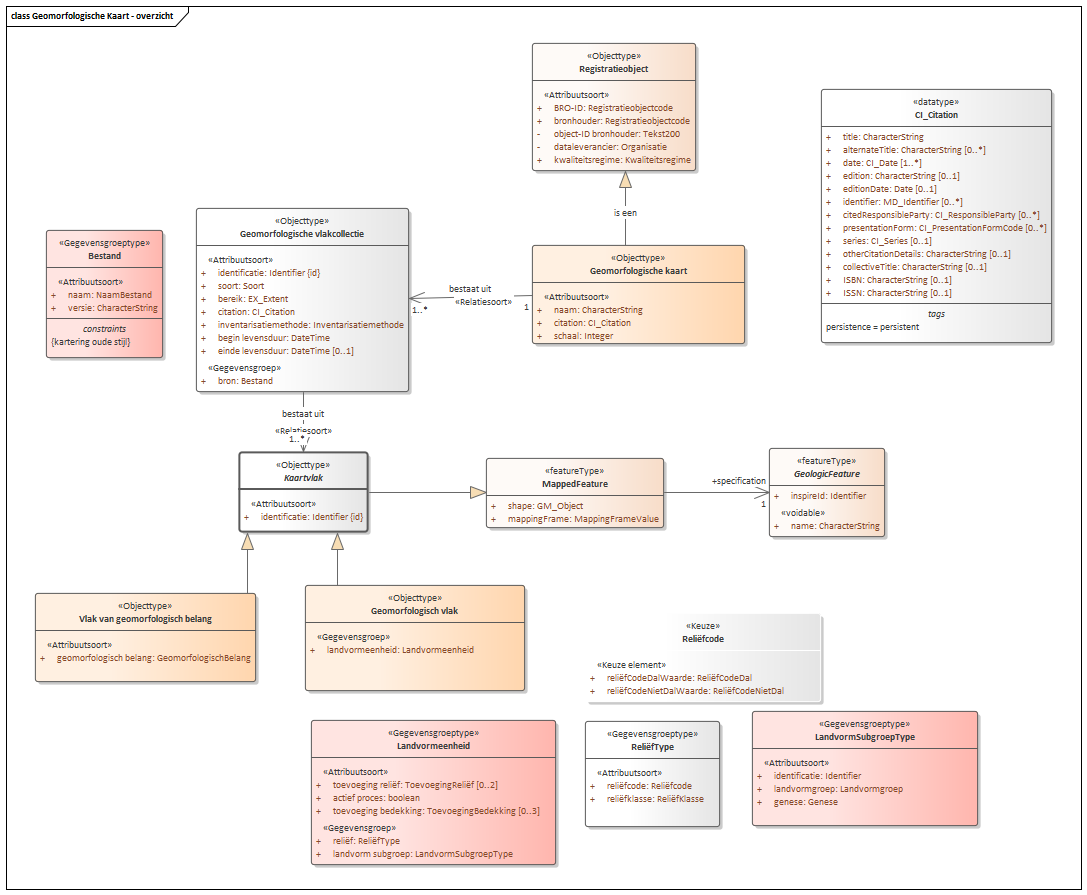 class Geomorfologische Kaart - overzicht
«Objecttype»
Registratieobject
«Attribuutsoort»
+ BRO-ID: Registratieobjectcode
+ bronhouder: Registratieobjectcode
- object-ID bronhouder: Tekst200
- dataleverancier: Organisatie
+ kwaliteitsregime: Kwaliteitsregime
«datatype»
CI_Citation
+ title: CharacterString
+ alternateTitle: CharacterString [0..*]
+ date: CI_Date [1..*]
+ edition: CharacterString [0..1]
+ editionDate: Date [0..1]
+ identifier: MD_Identifier [0..*]
+ citedResponsibleParty: CI_ResponsibleParty [0..*]
+ presentationForm: CI_PresentationFormCode [0..*]
+ series: CI_Series [0..1]
+ otherCitationDetails: CharacterString [0..1]
+ collectiveTitle: CharacterString [0..1]
+ ISBN: CharacterString [0..1]
+ ISSN: CharacterString [0..1]
tags
persistence = persistent
is een
«Gegevensgroeptype»
Bestand
«Attribuutsoort»
+ naam: NaamBestand
+ versie: CharacterString
constraints
{kartering oude stijl}
«Objecttype»
Geomorfologische vlakcollectie
«Attribuutsoort»
+ identificatie: Identifier {id}
+ soort: Soort
+ bereik: EX_Extent
+ citation: CI_Citation
+ inventarisatiemethode: Inventarisatiemethode
+ begin levensduur: DateTime
+ einde levensduur: DateTime [0..1]
«Gegevensgroep»
+ bron: Bestand
bestaat uit
«Relatiesoort»
1..*
1
«Objecttype»
Geomorfologische kaart
«Attribuutsoort»
+ naam: CharacterString
+ citation: CI_Citation
+ schaal: Integer
bestaat uit
«Relatiesoort»
1..*
«Objecttype»
Kaartvlak
«Attribuutsoort»
+ identificatie: Identifier {id}
«featureType»
MappedFeature
+ shape: GM_Object
+ mappingFrame: MappingFrameValue
+specification
1
«featureType»
GeologicFeature
+ inspireId: Identifier
«voidable»
+ name: CharacterString
«Objecttype»
Vlak van geomorfologisch belang
«Attribuutsoort»
+ geomorfologisch belang: GeomorfologischBelang
«Objecttype»
Geomorfologisch vlak
«Gegevensgroep»
+ landvormeenheid: Landvormeenheid
«Keuze»
Reliëfcode
«Keuze element»
+ reliëfCodeDalWaarde: ReliëfCodeDal
+ reliëfCodeNietDalWaarde: ReliëfCodeNietDal
«Gegevensgroeptype»
Landvormeenheid
«Attribuutsoort»
+ toevoeging reliëf: ToevoegingReliëf [0..2]
+ actief proces: boolean
+ toevoeging bedekking: ToevoegingBedekking [0..3]
«Gegevensgroep»
+ reliëf: ReliëfType
+ landvorm subgroep: LandvormSubgroepType
«Gegevensgroeptype»
ReliëfType
«Attribuutsoort»
+ reliëfcode: Reliëfcode
+ reliëfklasse: ReliëfKlasse
«Gegevensgroeptype»
LandvormSubgroepType
«Attribuutsoort»
+ identificatie: Identifier
+ landvormgroep: Landvormgroep
+ genese: Genese